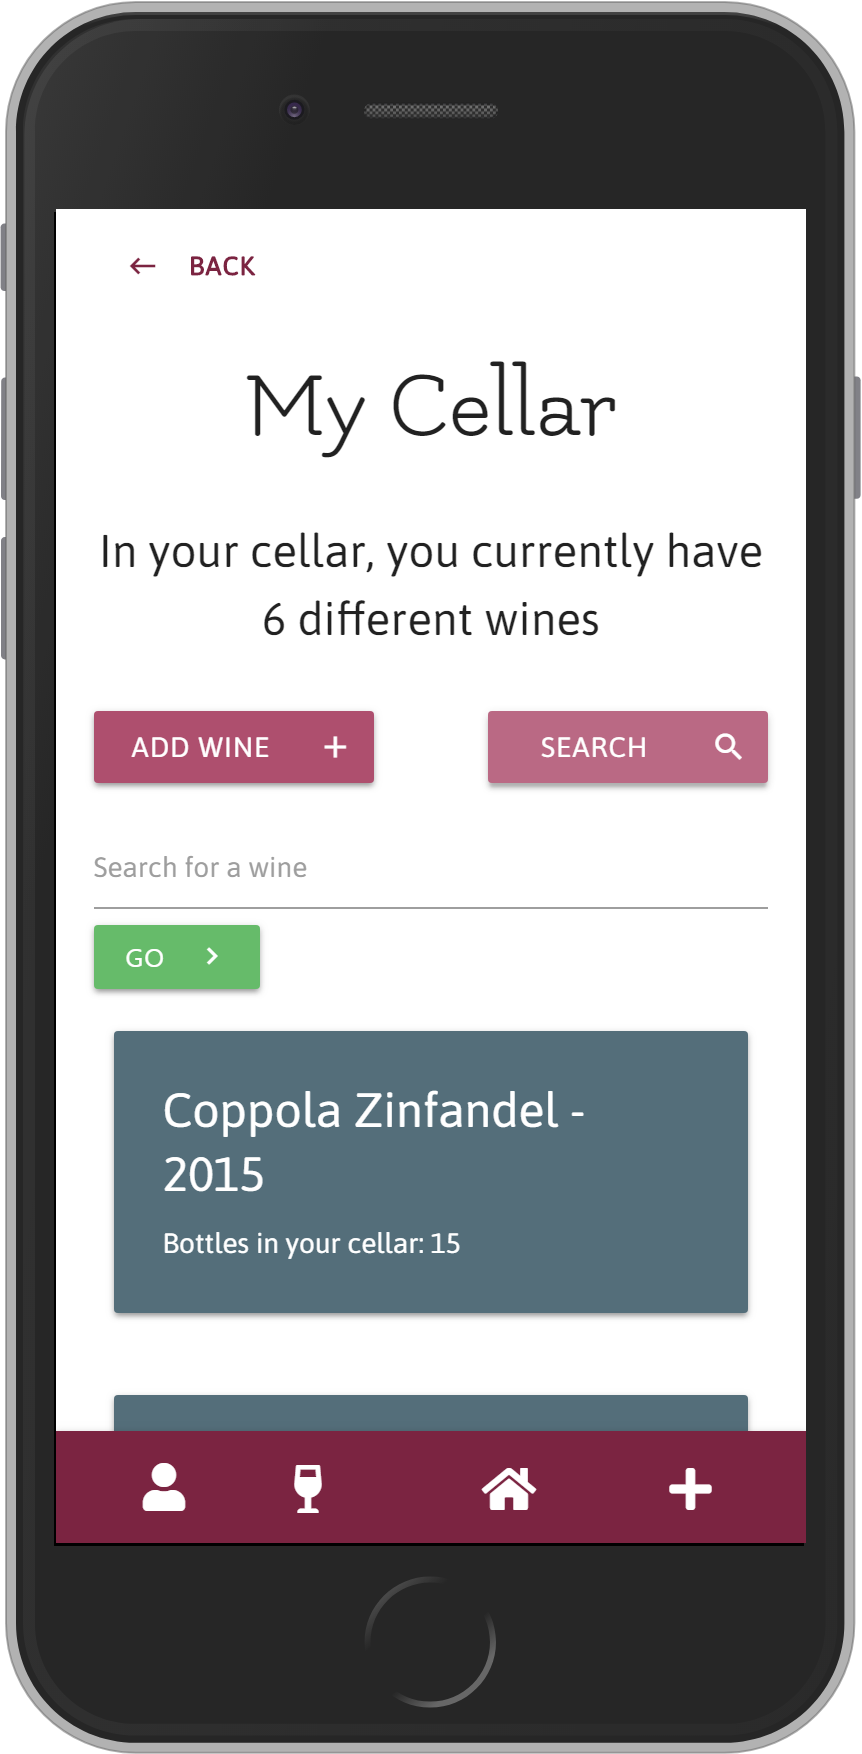 BACK
My Cellar
In your cellar, you currently have
6 different wines
ADD WINE
SEARCH
Search for a wine
GO
Coppola Zinfandel -
2015
Bottles in your cellar: 15